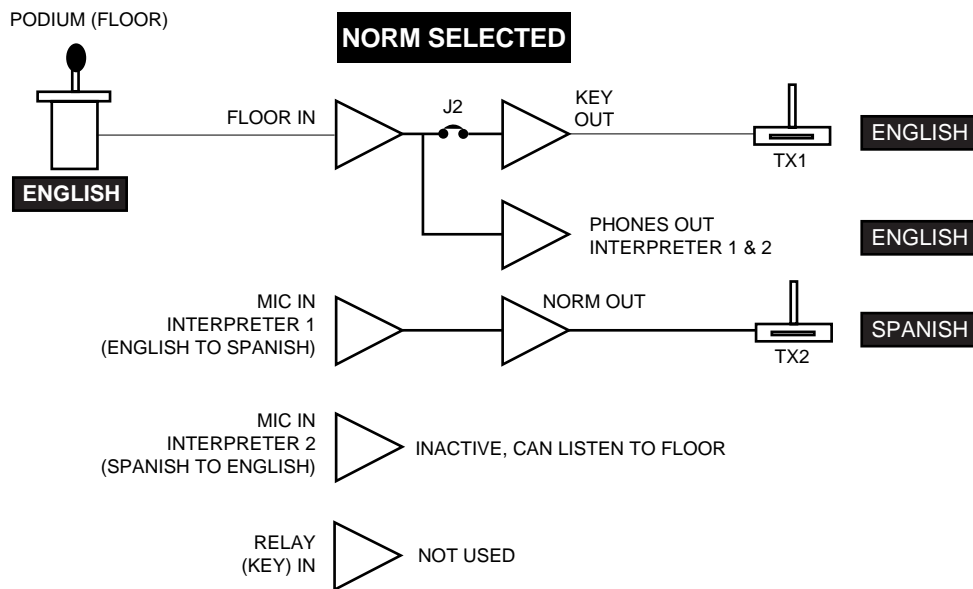 PODIUM (FLOOR)
NORM SELECTED
FLOOR IN
J2
KEY
OUT
TX1
ENGLISH
ENGLISH
PHONES OUT
INTERPRETER 1 & 2
ENGLISH
MIC IN
INTERPRETER 1
(ENGLISH TO SPANISH)
NORM OUT
TX2
SPANISH
MIC IN
INTERPRETER 2
(SPANISH TO ENGLISH)
INACTIVE, CAN LISTEN TO FLOOR
RELAY
(KEY) IN
NOT USED